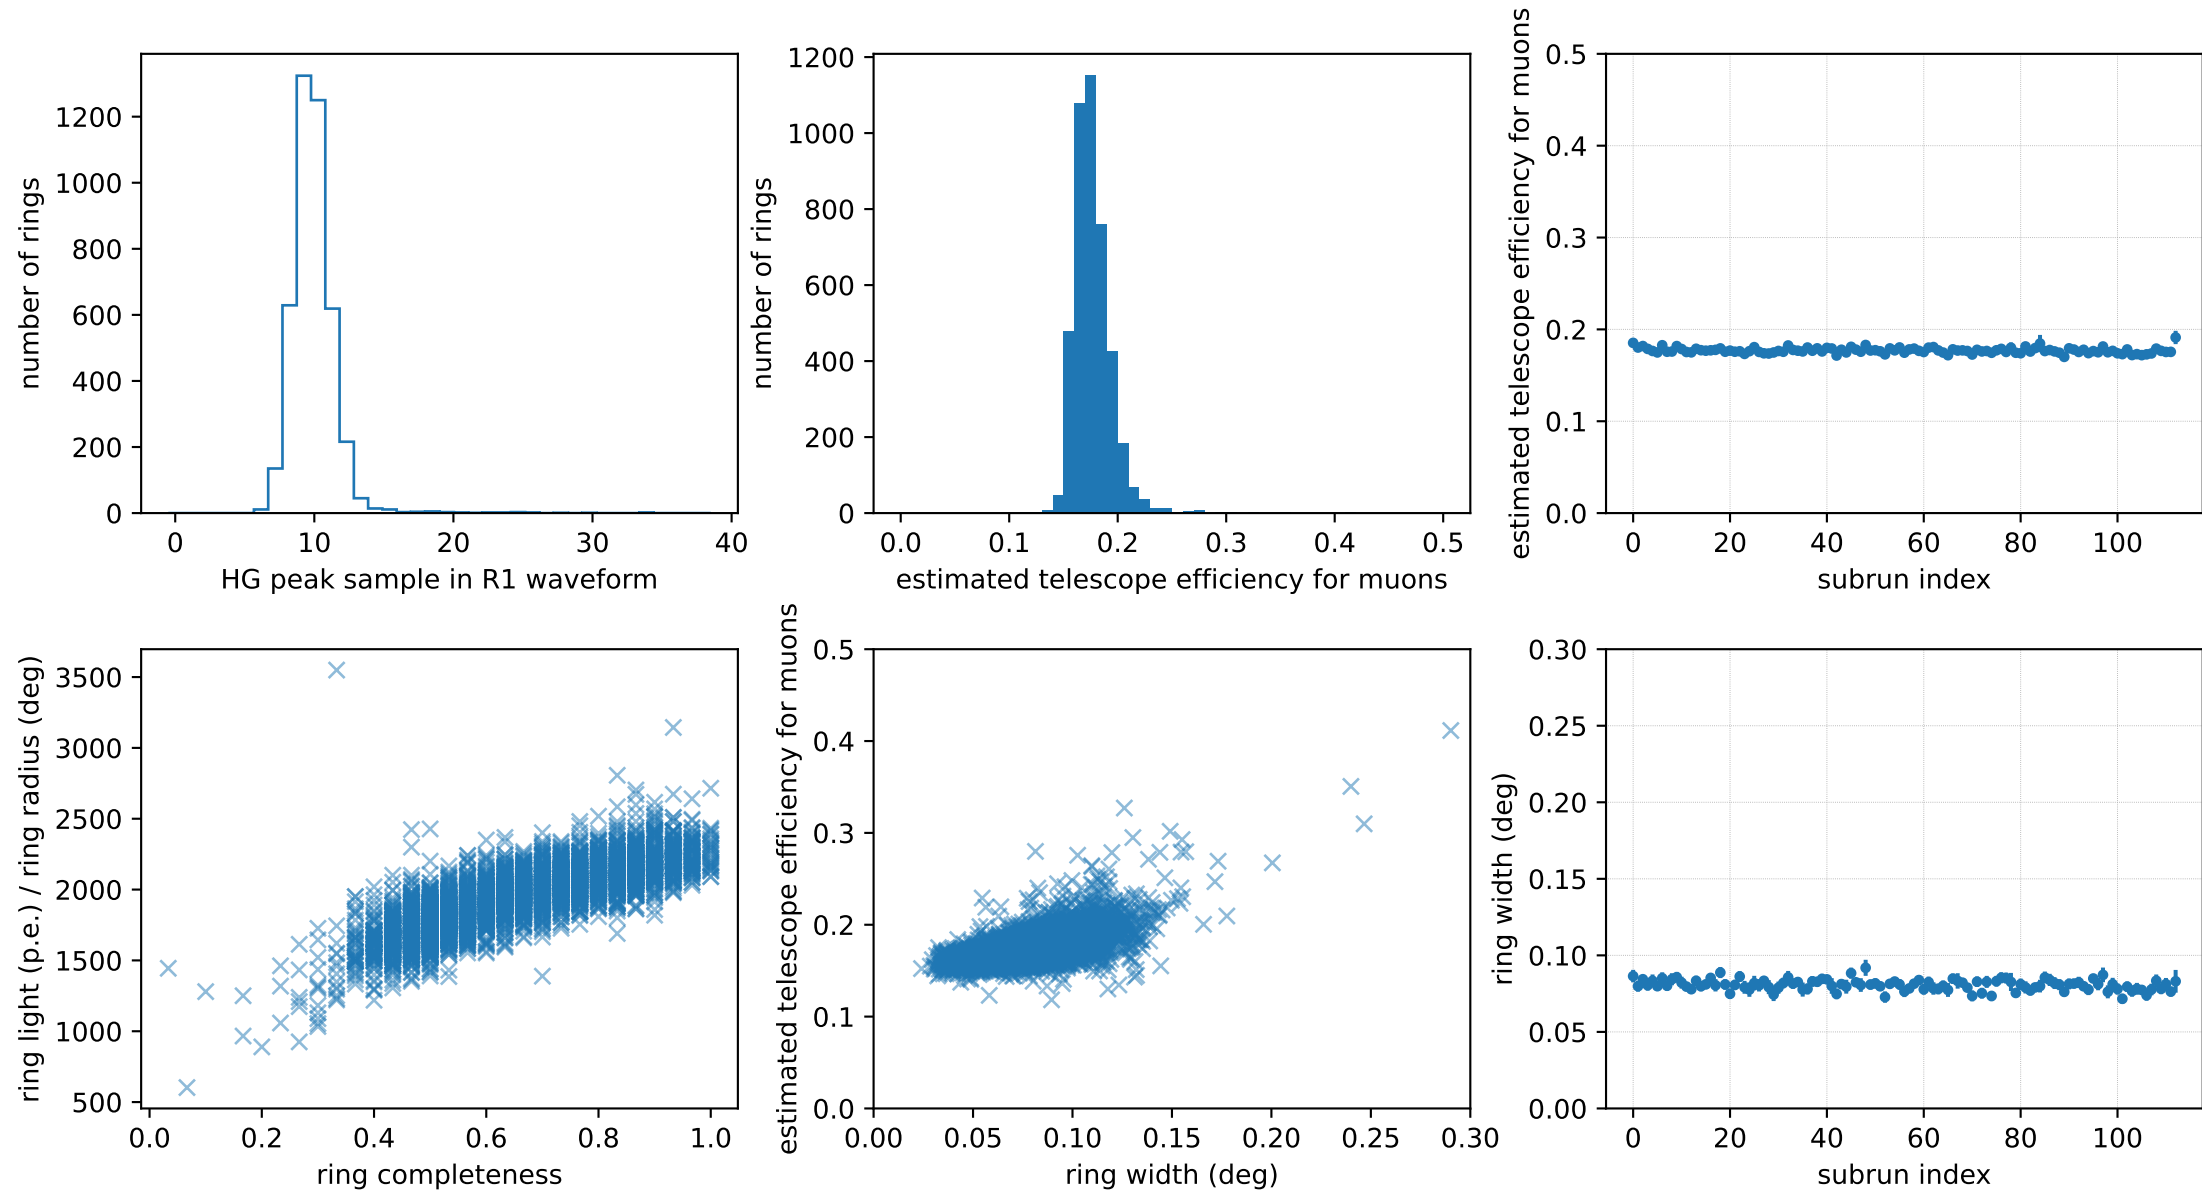 number of rings
1200
1000
800
600
400
200
0
0 10 20 30 40
HG peak sample in R1 waveform
number of rings
1200
1000
800
600
400
200
0
0.0 0.1 0.2 0.3 0.4 0.5
estimated telescope efficiency for muons
estimated telescope efficiency for muons
0.5
0.4
0.3
0.2
0.1
0.0
0 20 40 60 80 100
subrun index
ring light (p.e.) / ring radius (deg)
3500
3000
2500
2000
1500
1000
500
0.0 0.2 0.4 0.6 0.8 1.0
ring completeness
estimated telescope efficiency for muons
0.5
0.4
0.3
0.2
0.1
0.0
0.00 0.05 0.10 0.15 0.20 0.25 0.30
ring width (deg)
ring width (deg)
0.30
0.25
0.20
0.15
0.10
0.05
0.00
0 20 40 60 80 100
subrun index